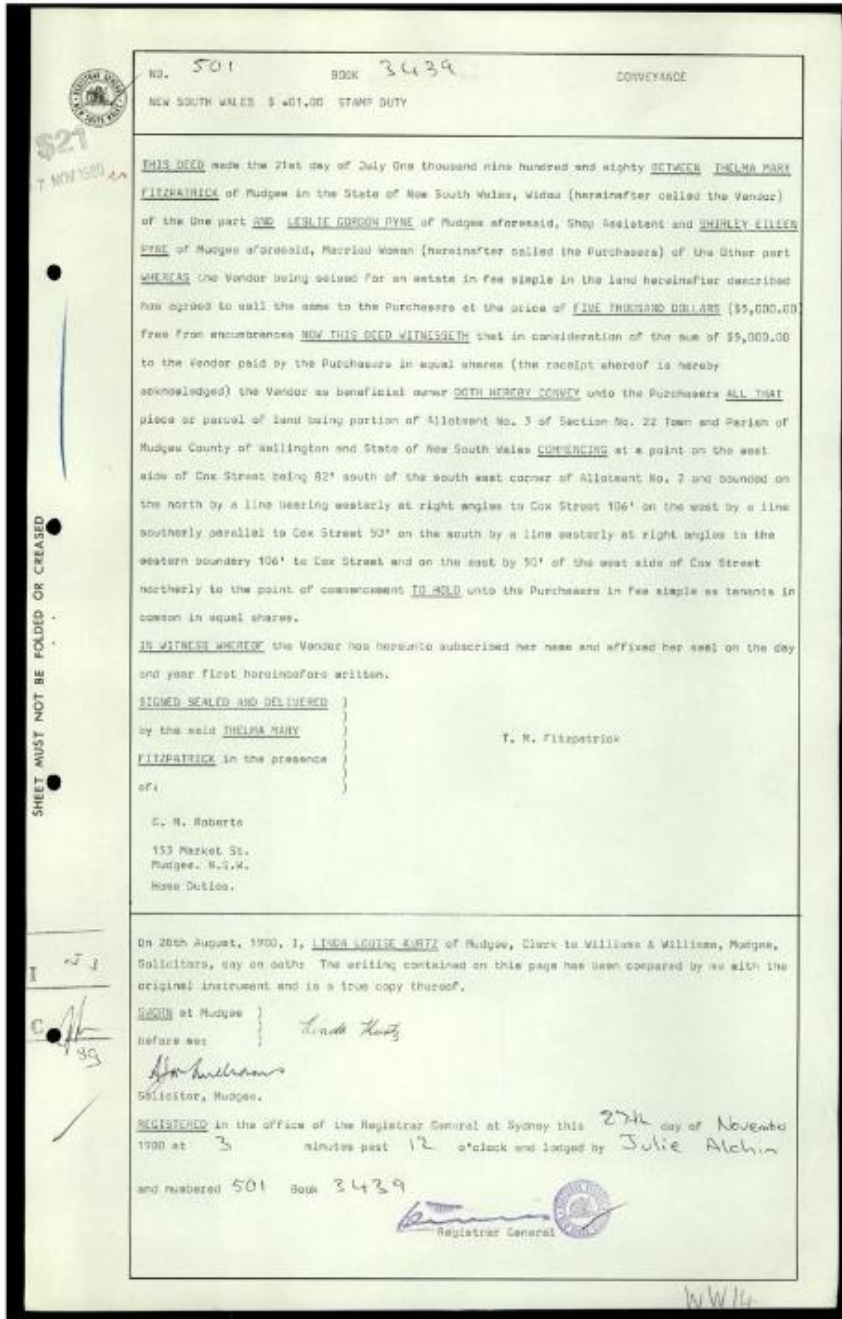 NO. 501 BOOK 3439 CONVEYANCE
NEW SOUTH WALES $ 01.00 STAMP DUTY
$21
7 NOV 1980
THIS DEED made the 21st day of July One thousand nine hundred and eighty BETWEEN THELMA MARY
FITZPATRICK of Mudgee in the State of New South Wales, Widow (hereinafter called the Vendor)
of the One part AND LESLIE GORDON PYNE of Mudgee aforesaid, Shop Assistant and SHIRLEY EILEEN
PYNE of Mudgee aforesaid, Married Woman (hereinafter called the Purchasers) of the Other part
WHEREAS the Vendor being seised for an estate in fee simple in the land hereinafter described
has agreed to sell the same to the Purchasers at the price of FIVE THOUSAND DOLLARS ($5,000.00)
free from encumbrances NOW THIS DEED WITNESSETH that in consideration of the sum of $5,000.00
to the Vendor paid by the Purchasers in equal shares (the receipt whereof is hereby
acknowledged) the Vendor as beneficial owner DOTH HEREBY CONVEY unto the Purchasers ALL THAT
piece or parcel of land being portion of Allotment No. 3 of Section No. 22 Town and Parish of
Mudgee County of Wellington and State of New South Wales COMMENCING at a point on the west
side of Cox Street being 82' south of the south east corner of Allotment No. 2 and bounded on
the north by a line bearing westerly at right angles to Cox Street 106' on the west by a line
southerly parallel to Cox Street 50' on the south by a line easterly at right angles to the
western boundary 106' to Cox Street and on the east by 50' of the west side of Cox Street
northerly to the point of commencement TO HOLD unto the Purchasers in fee simple as tenants in
common in equal shares.
IN WITNESS WHEREOF the Vendor has hereunto subscribed her name and affixed her seal on the day
and year first hereinbefore written.
SIGNED SEALED AND DELIVERED )
by the said THELMA MARY )
T. M. Fitzpatrick
FITZPATRICK in the presence )
of: )
G. M. Roberts
153 Market St.
Mudgee. N.S.W.
Home Duties.
SHEET MUST NOT BE FOLDED OR CREASED
On 28th August, 1980, I, LINDA LOUISE KURTZ of Mudgee, Clerk to Williams & Williams, Mudgee,
Solicitors, say on oath: The writing contained on this page has been compared by me with the
original instrument and is a true copy thereof.
SWORN at Mudgee )
before me: ) Linda Kurtz
Solicitor, Mudgee.
REGISTERED in the office of the Registrar General at Sydney this 27th day of November
1980 at 3 minutes past 12 o'clock and lodged by Julie Alchin
and numbered 501 Book 3439
Registrar General
I
C
89
WW14